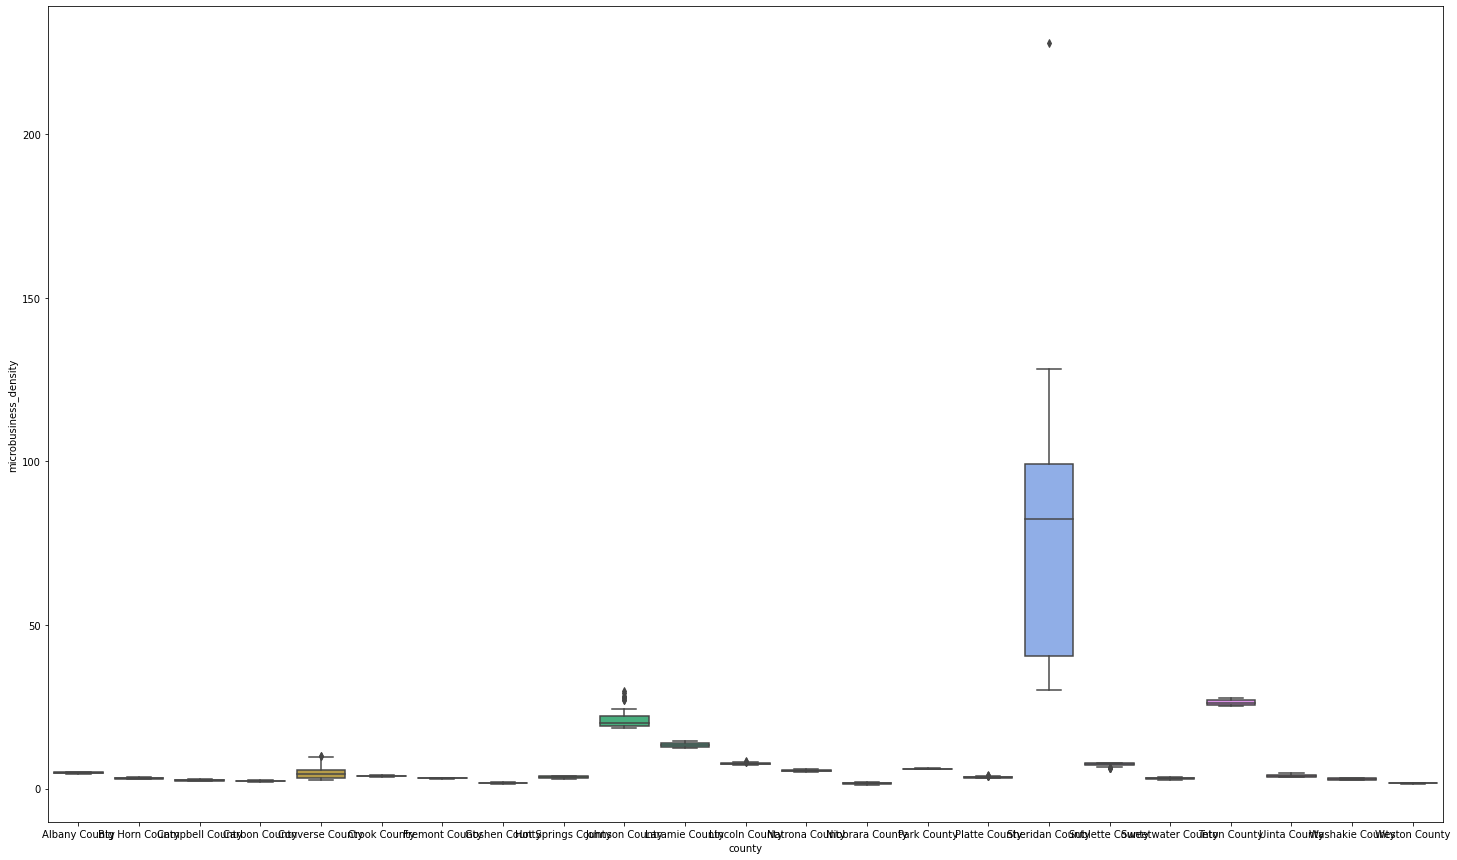 200
150
100
50
0
microbusiness_density
Albany County Big Horn County Campbell County Carbon County Converse County Crook County Fremont County Goshen County Hot Springs County Johnson County Laramie County Lincoln County Natrona County Niobrara County Park County Platte County Sheridan County Sublette County Sweetwater County Teton County Uinta County Washakie County Weston County
county